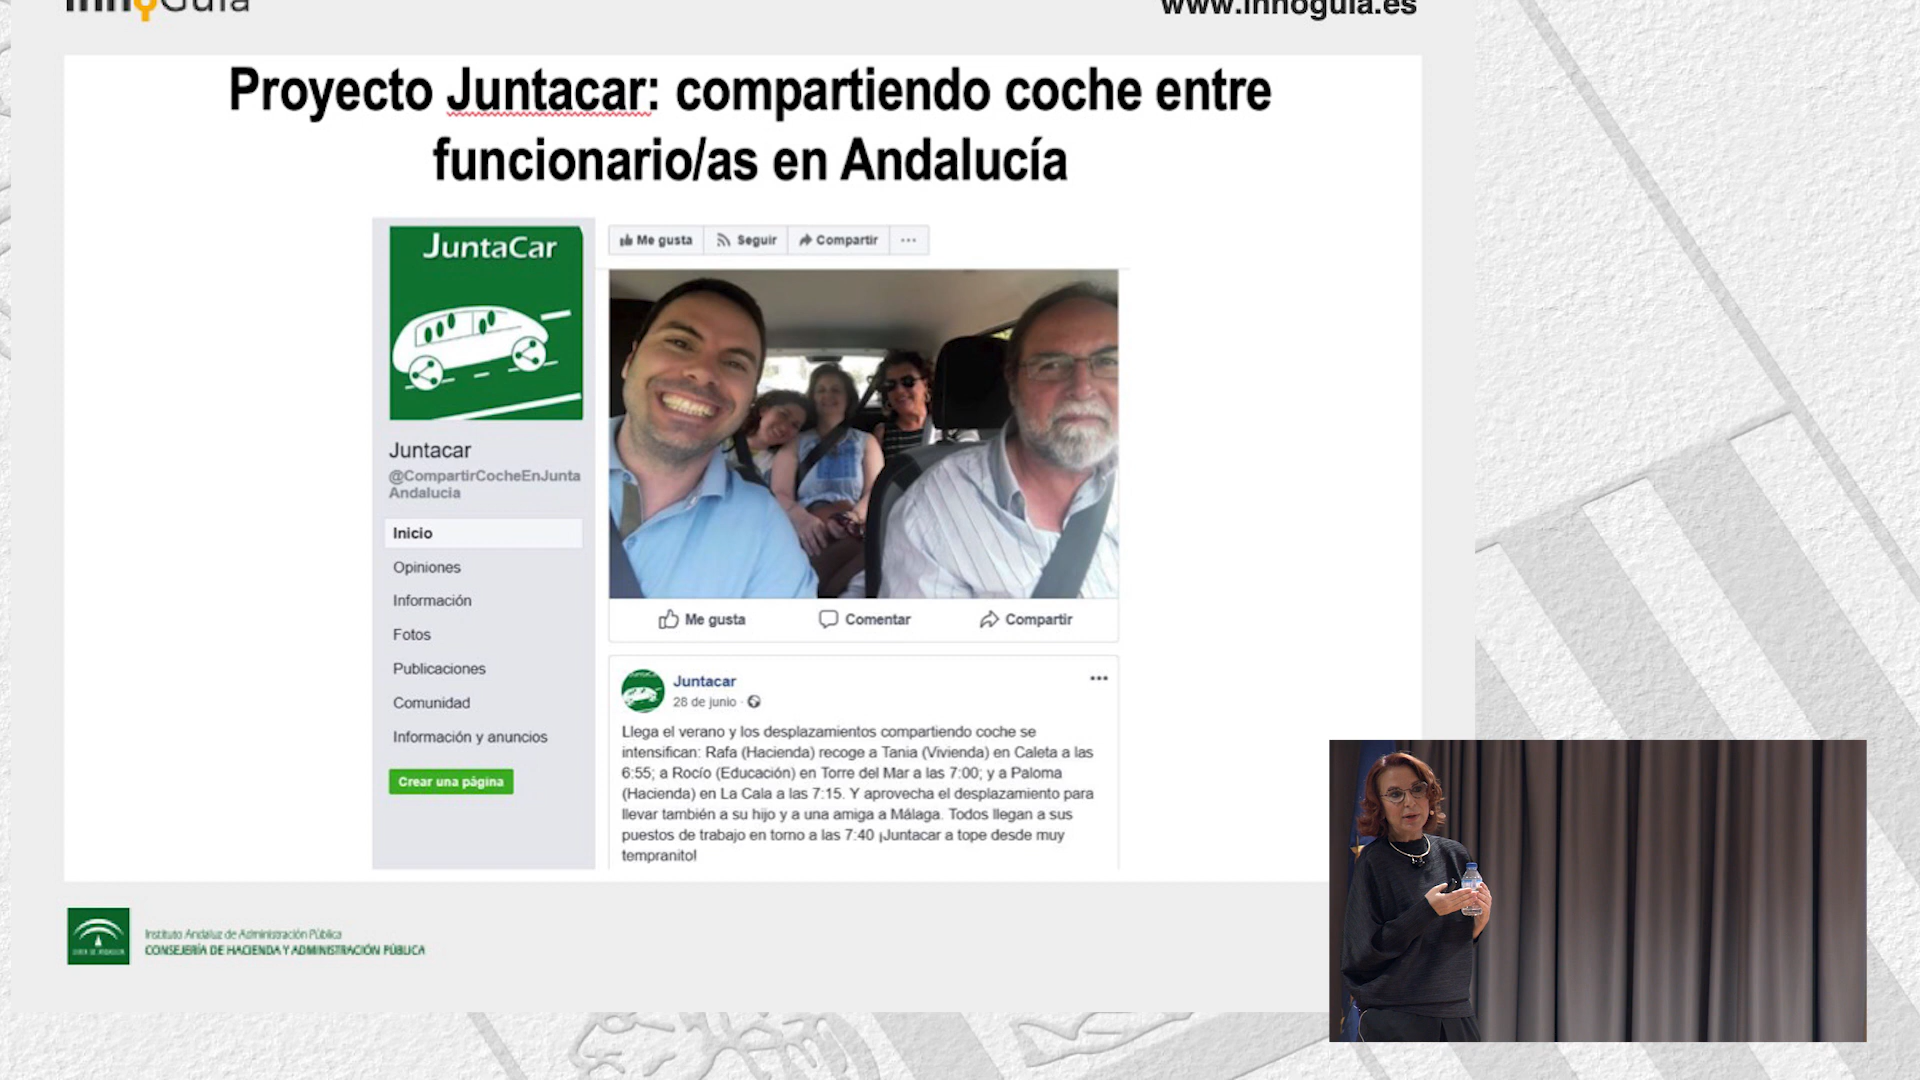 InnoGuía
www.innoguia.es
Proyecto Juntacar: compartiendo coche entre
funcionario/as en Andalucía
JuntaCar
Juntacar
@CompartirCocheEnJunta
Andalucia
Inicio
Opiniones
Información
Fotos
Publicaciones
Comunidad
Información y anuncios
Crear una página
Me gusta Seguir Compartir ...
Me gusta Comentar Compartir
Juntacar
28 de junio ·
Llega el verano y los desplazamientos compartiendo coche se
intensifican: Rafa (Hacienda) recoge a Tania (Vivienda) en Caleta a las
6:55; a Rocío (Educación) en Torre del Mar a las 7:00; y a Paloma
(Hacienda) en La Cala a las 7:15. Y aprovecha el desplazamiento para
llevar también a su hijo y a una amiga a Málaga. Todos llegan a sus
puestos de trabajo en torno a las 7:40 ¡Juntacar a tope desde muy
tempranito!
JUNTA DE ANDALUCIA
Instituto Andaluz de Administración Pública
CONSEJERÍA DE HACIENDA Y ADMINISTRACIÓN PÚBLICA